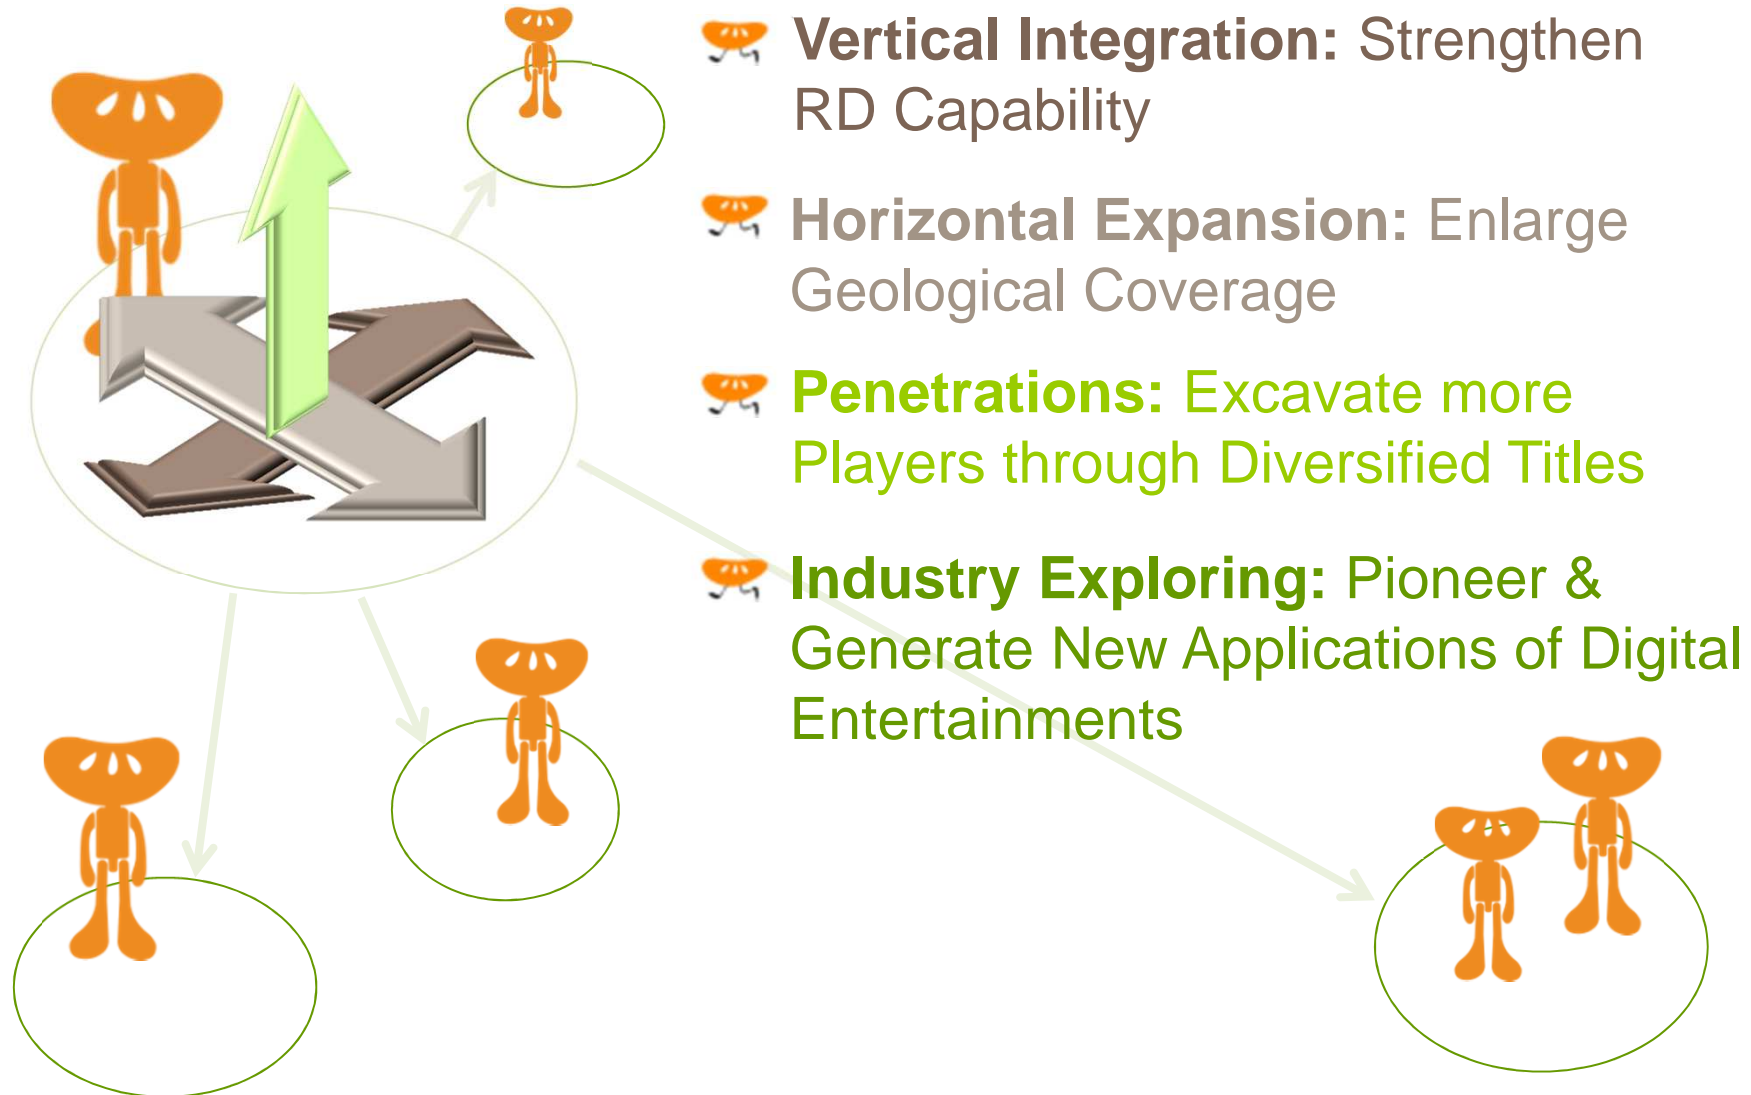 Vertical Integration: Strengthen
RD Capability
Horizontal Expansion: Enlarge
Geological Coverage
Penetrations: Excavate more
Players through Diversified Titles
Industry Exploring: Pioneer &
Generate New Applications of Digital
Entertainments